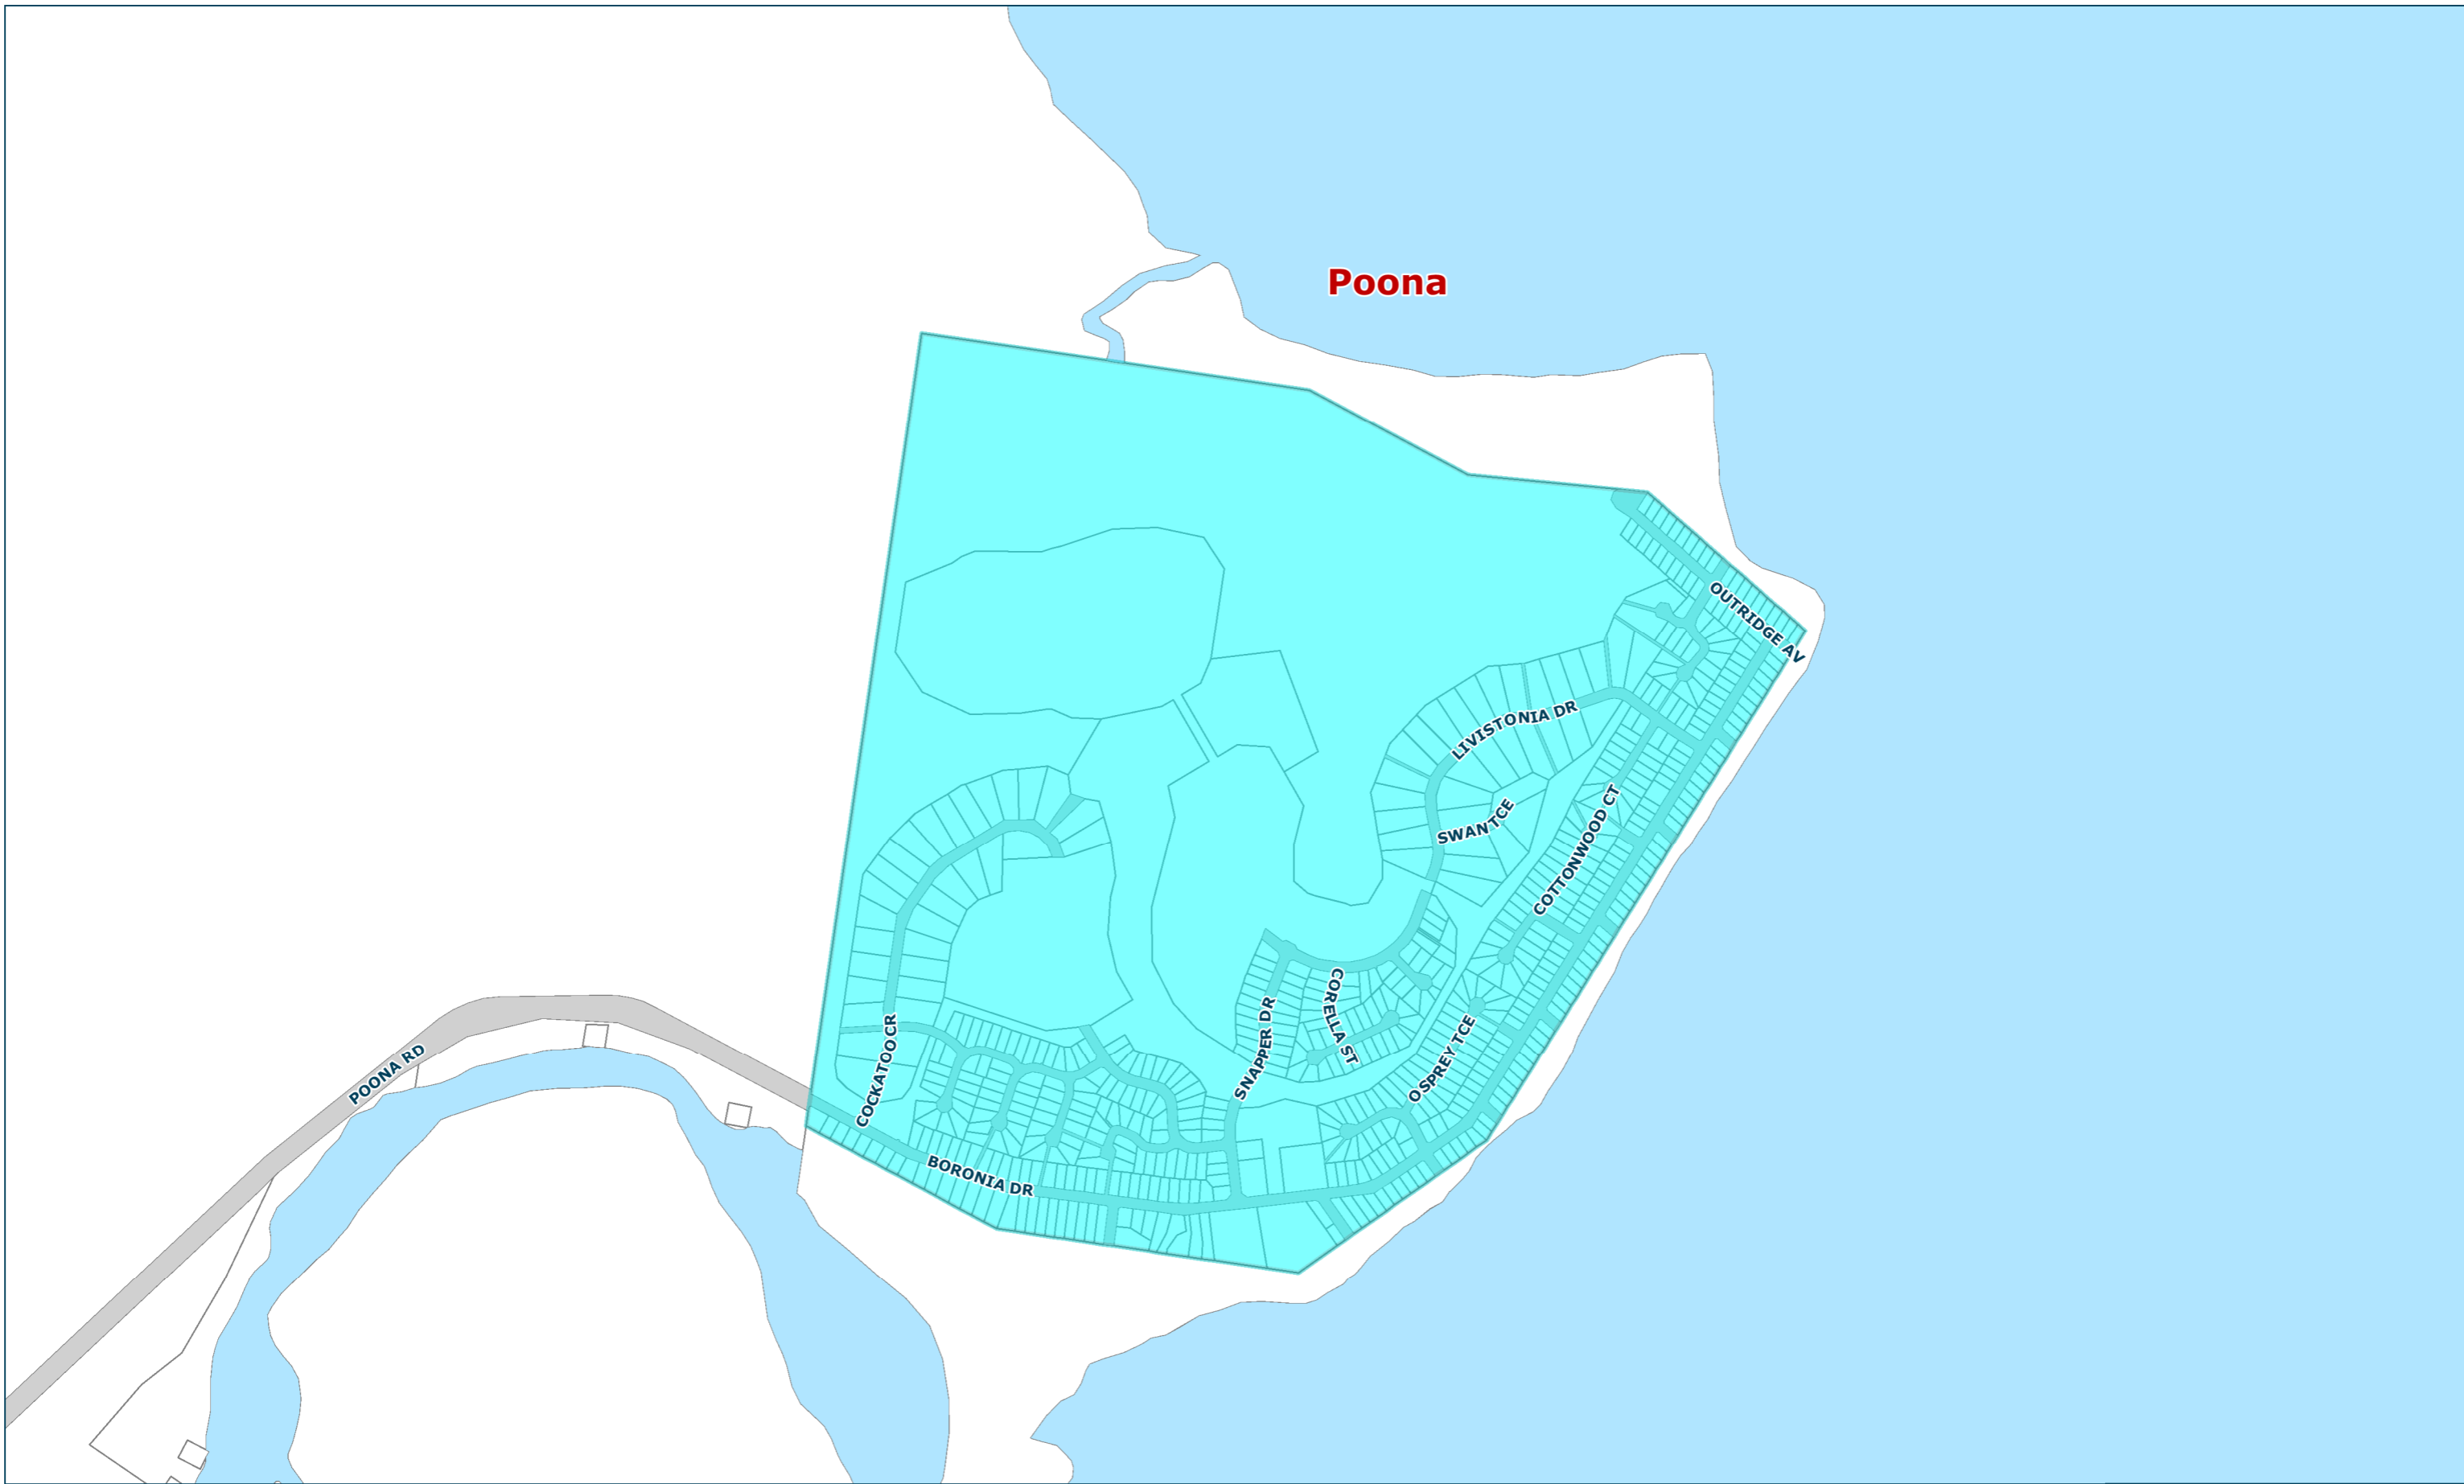 Poona
OUTRIDGE AV
LIVISTONIA DR
SWAN TCE
COTTONWOOD CT
CORELLA ST
SNAPPER DR
OSPREY TCE
COCKATOO CR
POONA RD
BORONIA DR